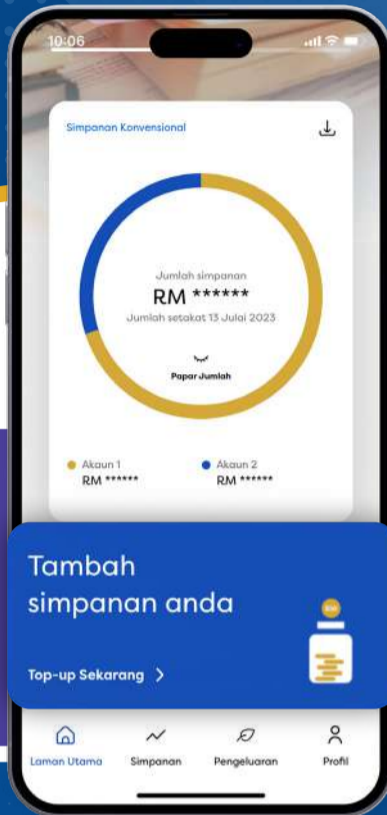 10:06
Simpanan Konvensional
Jumlah simpanan
RM ******
Jumlah setakat 13 Julai 2023
Papar Jumlah
Akaun 1
RM ******
Akaun 2
RM ******
Tambah
simpanan anda
Top-up Sekarang >
Laman Utama
Simpanan
Pengeluaran
Profil